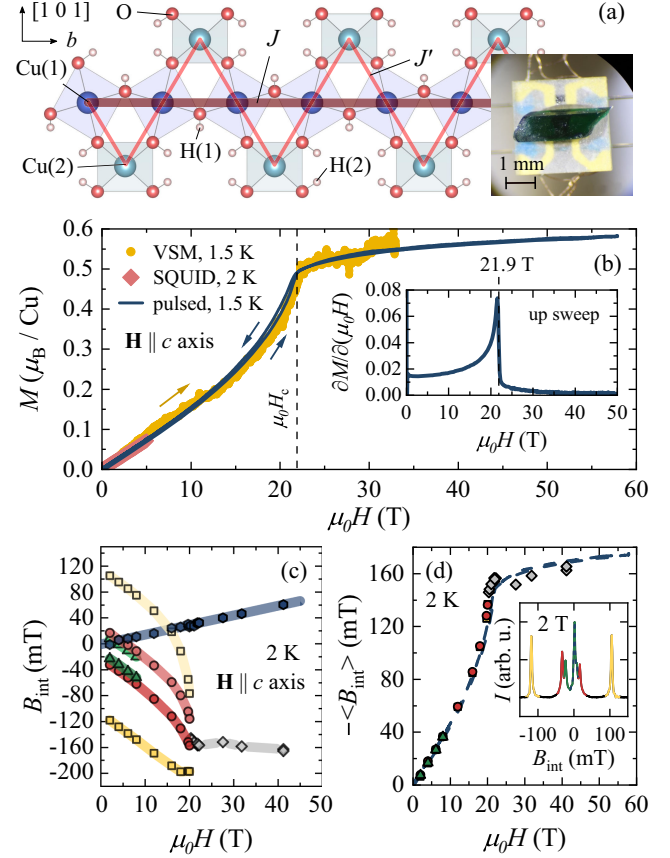 [1 0 1]
b
O
J
J'
(a)
Cu(1)
Cu(2)
H(1)
H(2)
1 mm
M (μB / Cu)
0.6
0.5
0.4
0.3
0.2
0.1
0.0
VSM, 1.5 K
SQUID, 2 K
pulsed, 1.5 K
H ∥ c axis
μ0Hc
21.9 T
(b)
∂M/∂(μ0H)
0.08
0.06
0.04
0.02
0.00
up sweep
0 10 20 30 40 50
μ0H (T)
0 10 20 30 40 50 60
μ0H (T)
Bint (mT)
120
80
40
0
-40
-80
-120
-160
-200
(c)
2 K
H ∥ c axis
0 10 20 30 40 50
μ0H (T)
−<Bint> (mT)
160
120
80
40
0
(d)
2 K
2 T
I (arb. u.)
-100 0 100
Bint (mT)
0 10 20 30 40 50 60
μ0H (T)